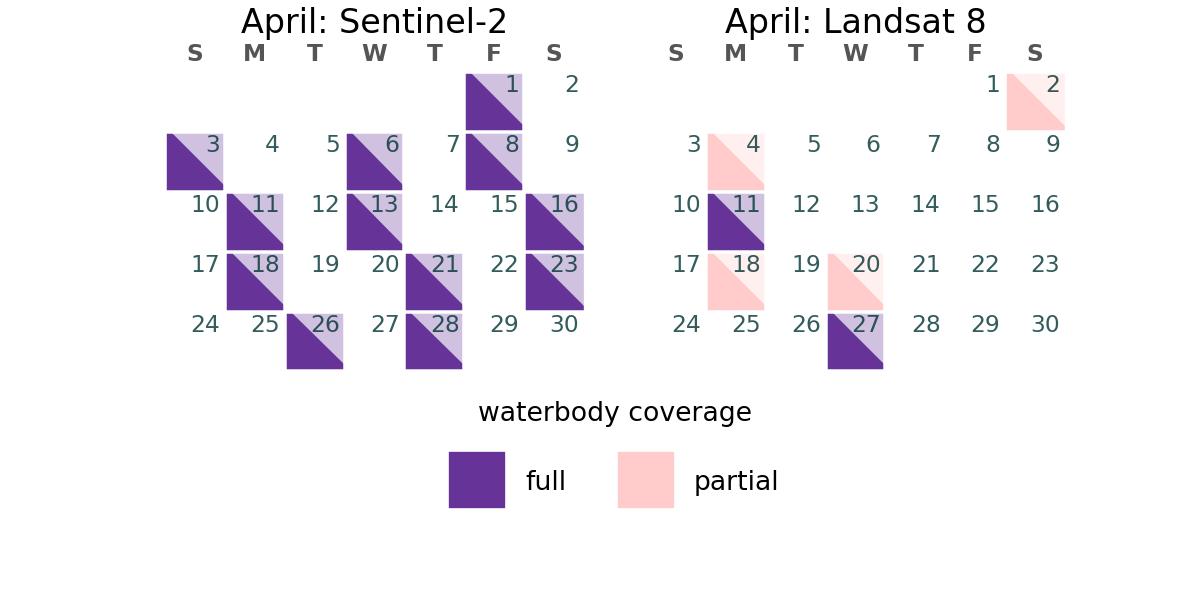 April: Sentinel-2
S M T W T F S
1 2
3 4 5 6 7 8 9
10 11 12 13 14 15 16
17 18 19 20 21 22 23
24 25 26 27 28 29 30
April: Landsat 8
S M T W T F S
1 2
3 4 5 6 7 8 9
10 11 12 13 14 15 16
17 18 19 20 21 22 23
24 25 26 27 28 29 30
waterbody coverage
full
partial